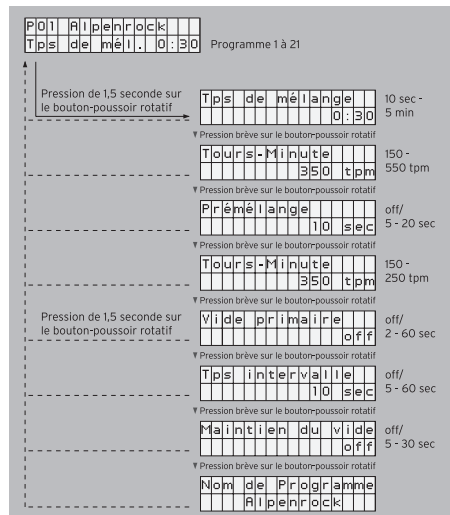 P01 Alpenrock
Tps de mél. 0:30
Programme 1 à 21
Pression de 1,5 seconde sur
le bouton-poussoir rotatif
Tps de mélange
0:30
10 sec -
5 min
▼ Pression brève sur le bouton-poussoir rotatif
Tours-Minute
350 tpm
150 -
550 tpm
▼ Pression brève sur le bouton-poussoir rotatif
Prémélange
10 sec
off/
5 - 20 sec
▼ Pression brève sur le bouton-poussoir rotatif
Tours-Minute
350 tpm
150 -
250 tpm
▼ Pression brève sur le bouton-poussoir rotatif
Pression de 1,5 seconde sur
le bouton-poussoir rotatif
Vide primaire
off
off/
2 - 60 sec
▼ Pression brève sur le bouton-poussoir rotatif
Tps intervalle
10 sec
off/
5 - 60 sec
▼ Pression brève sur le bouton-poussoir rotatif
Maintien du vide
off
off/
5 - 30 sec
▼ Pression brève sur le bouton-poussoir rotatif
Nom de Programme
Alpenrock